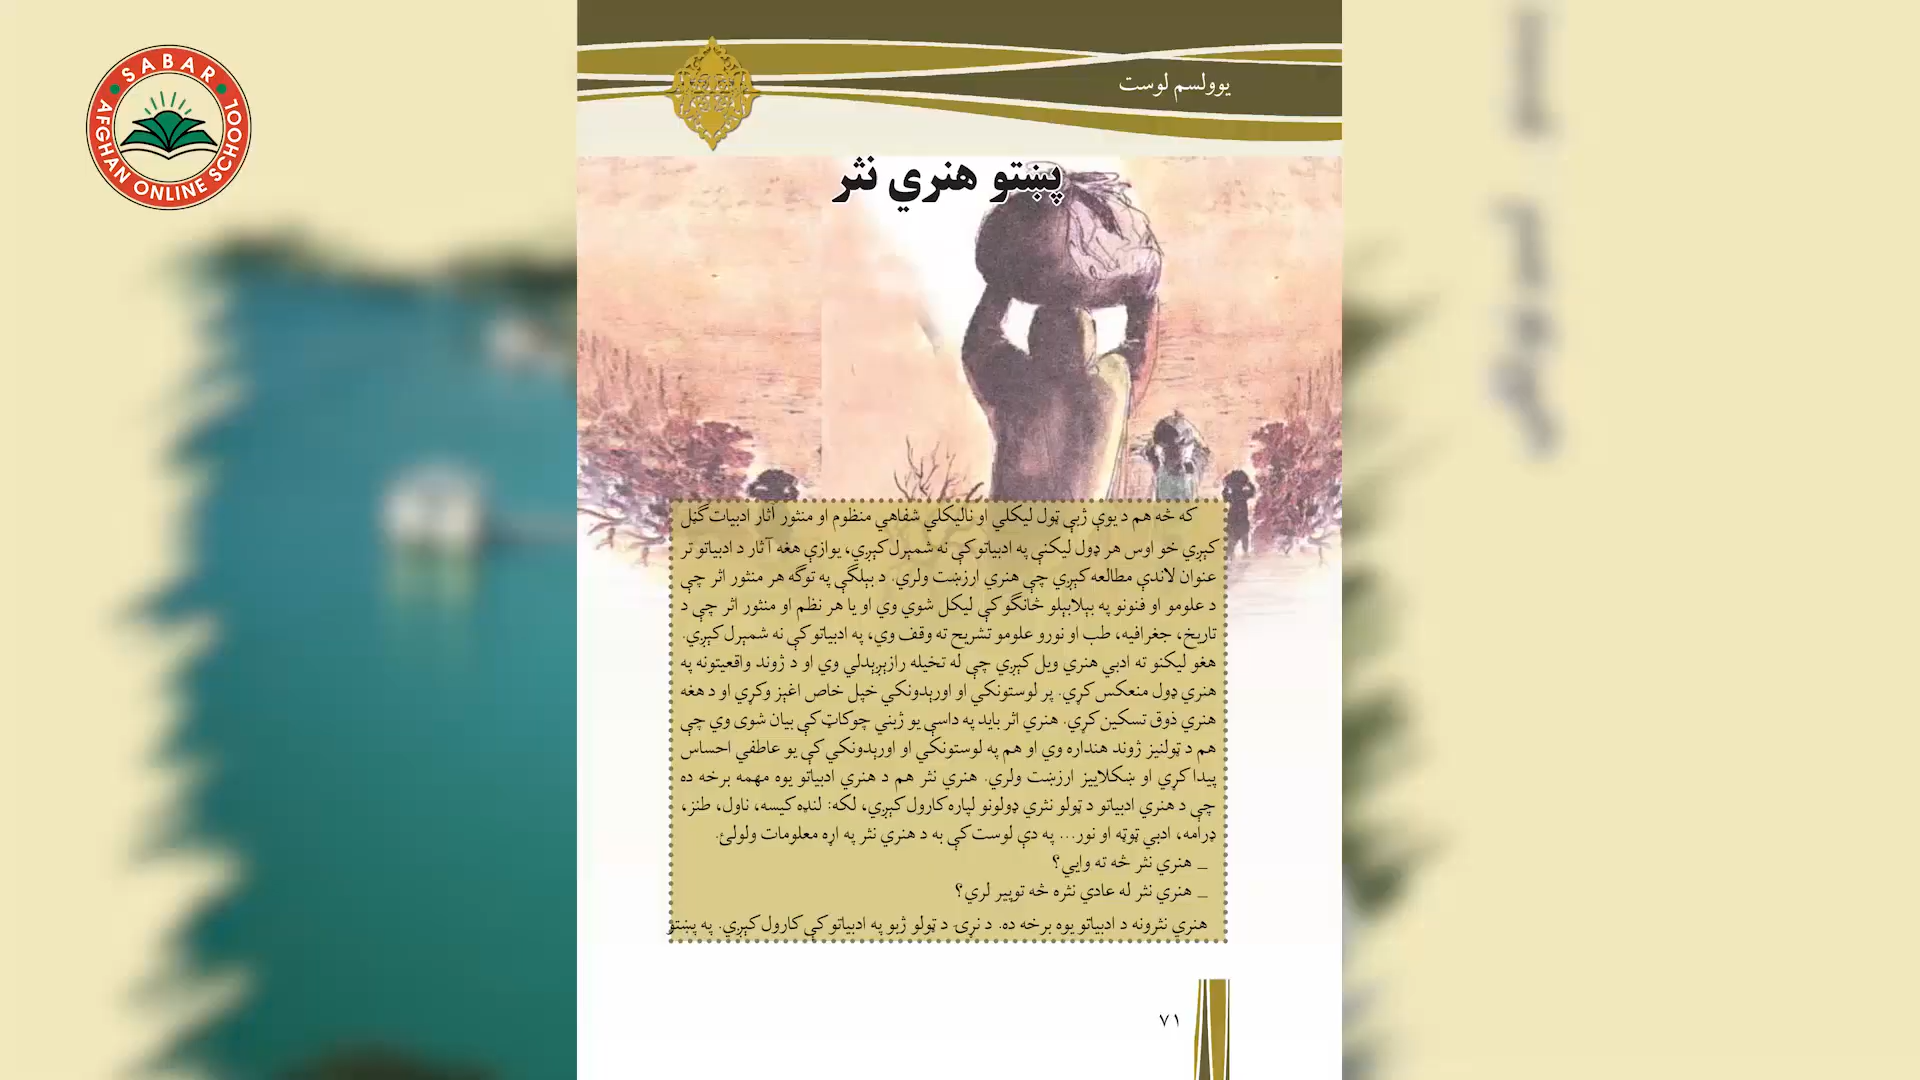 SABAR
AFGHAN ONLINE SCHOOL
يوولسم لوست
پښتو هنري نثر
که څه هم د يوې ژبې ټول ليکلي او ناليکلي شفاهي منظوم او منثور آثار ادبيات ګڼل
کېږي خو اوس هر ډول ليکنې په ادبياتو کې نه شمېرل کېږي، يوازې هغه آثار د ادبياتو تر
عنوان لاندې مطالعه کېږي چې هنري ارزښت ولري. د بېلګې په توګه هر منثور اثر چې
د علومو او فنونو په بېلابېلو څانګو کې ليکل شوي وي او يا هر نظم او منثور اثر چې د
تاريخ، جغرافيه، طب او نورو علومو تشريح ته وقف وي، په ادبياتو کې نه شمېرل کېږي.
هغو ليکنو ته ادبي هنري ويل کېږي چې له تخيله رازېږېدلي وي او د ژوند واقعيتونه په
هنري ډول منعکس کړي. پر لوستونکي او اورېدونکي خپل خاص اغېز وکړي او د هغه
هنري ذوق تسکين کړي. هنري اثر بايد په داسې يو ژبني چوکاټ کې بيان شوی وي چې
هم د ټولنيز ژوند هنداره وي او هم په لوستونکي او اورېدونکي کې يو عاطفي احساس
پيدا کړي او ښکلاييز ارزښت ولري. هنري نثر هم د هنري ادبياتو يوه مهمه برخه ده
چې د هنري ادبياتو د ټولو نثري ډولونو لپاره کارول کېږي، لکه: لنډه کيسه، ناول، طنز،
ډرامه، ادبي ټوټه او نور... په دې لوست کې به د هنري نثر په اړه معلومات ولولئ.
_ هنري نثر څه ته وايي؟
_ هنري نثر له عادي نثره څه توپير لري؟
هنري نثرونه د ادبياتو يوه برخه ده. د نړۍ د ټولو ژبو په ادبياتو کې کارول کېږي. په پښتو
۷۱